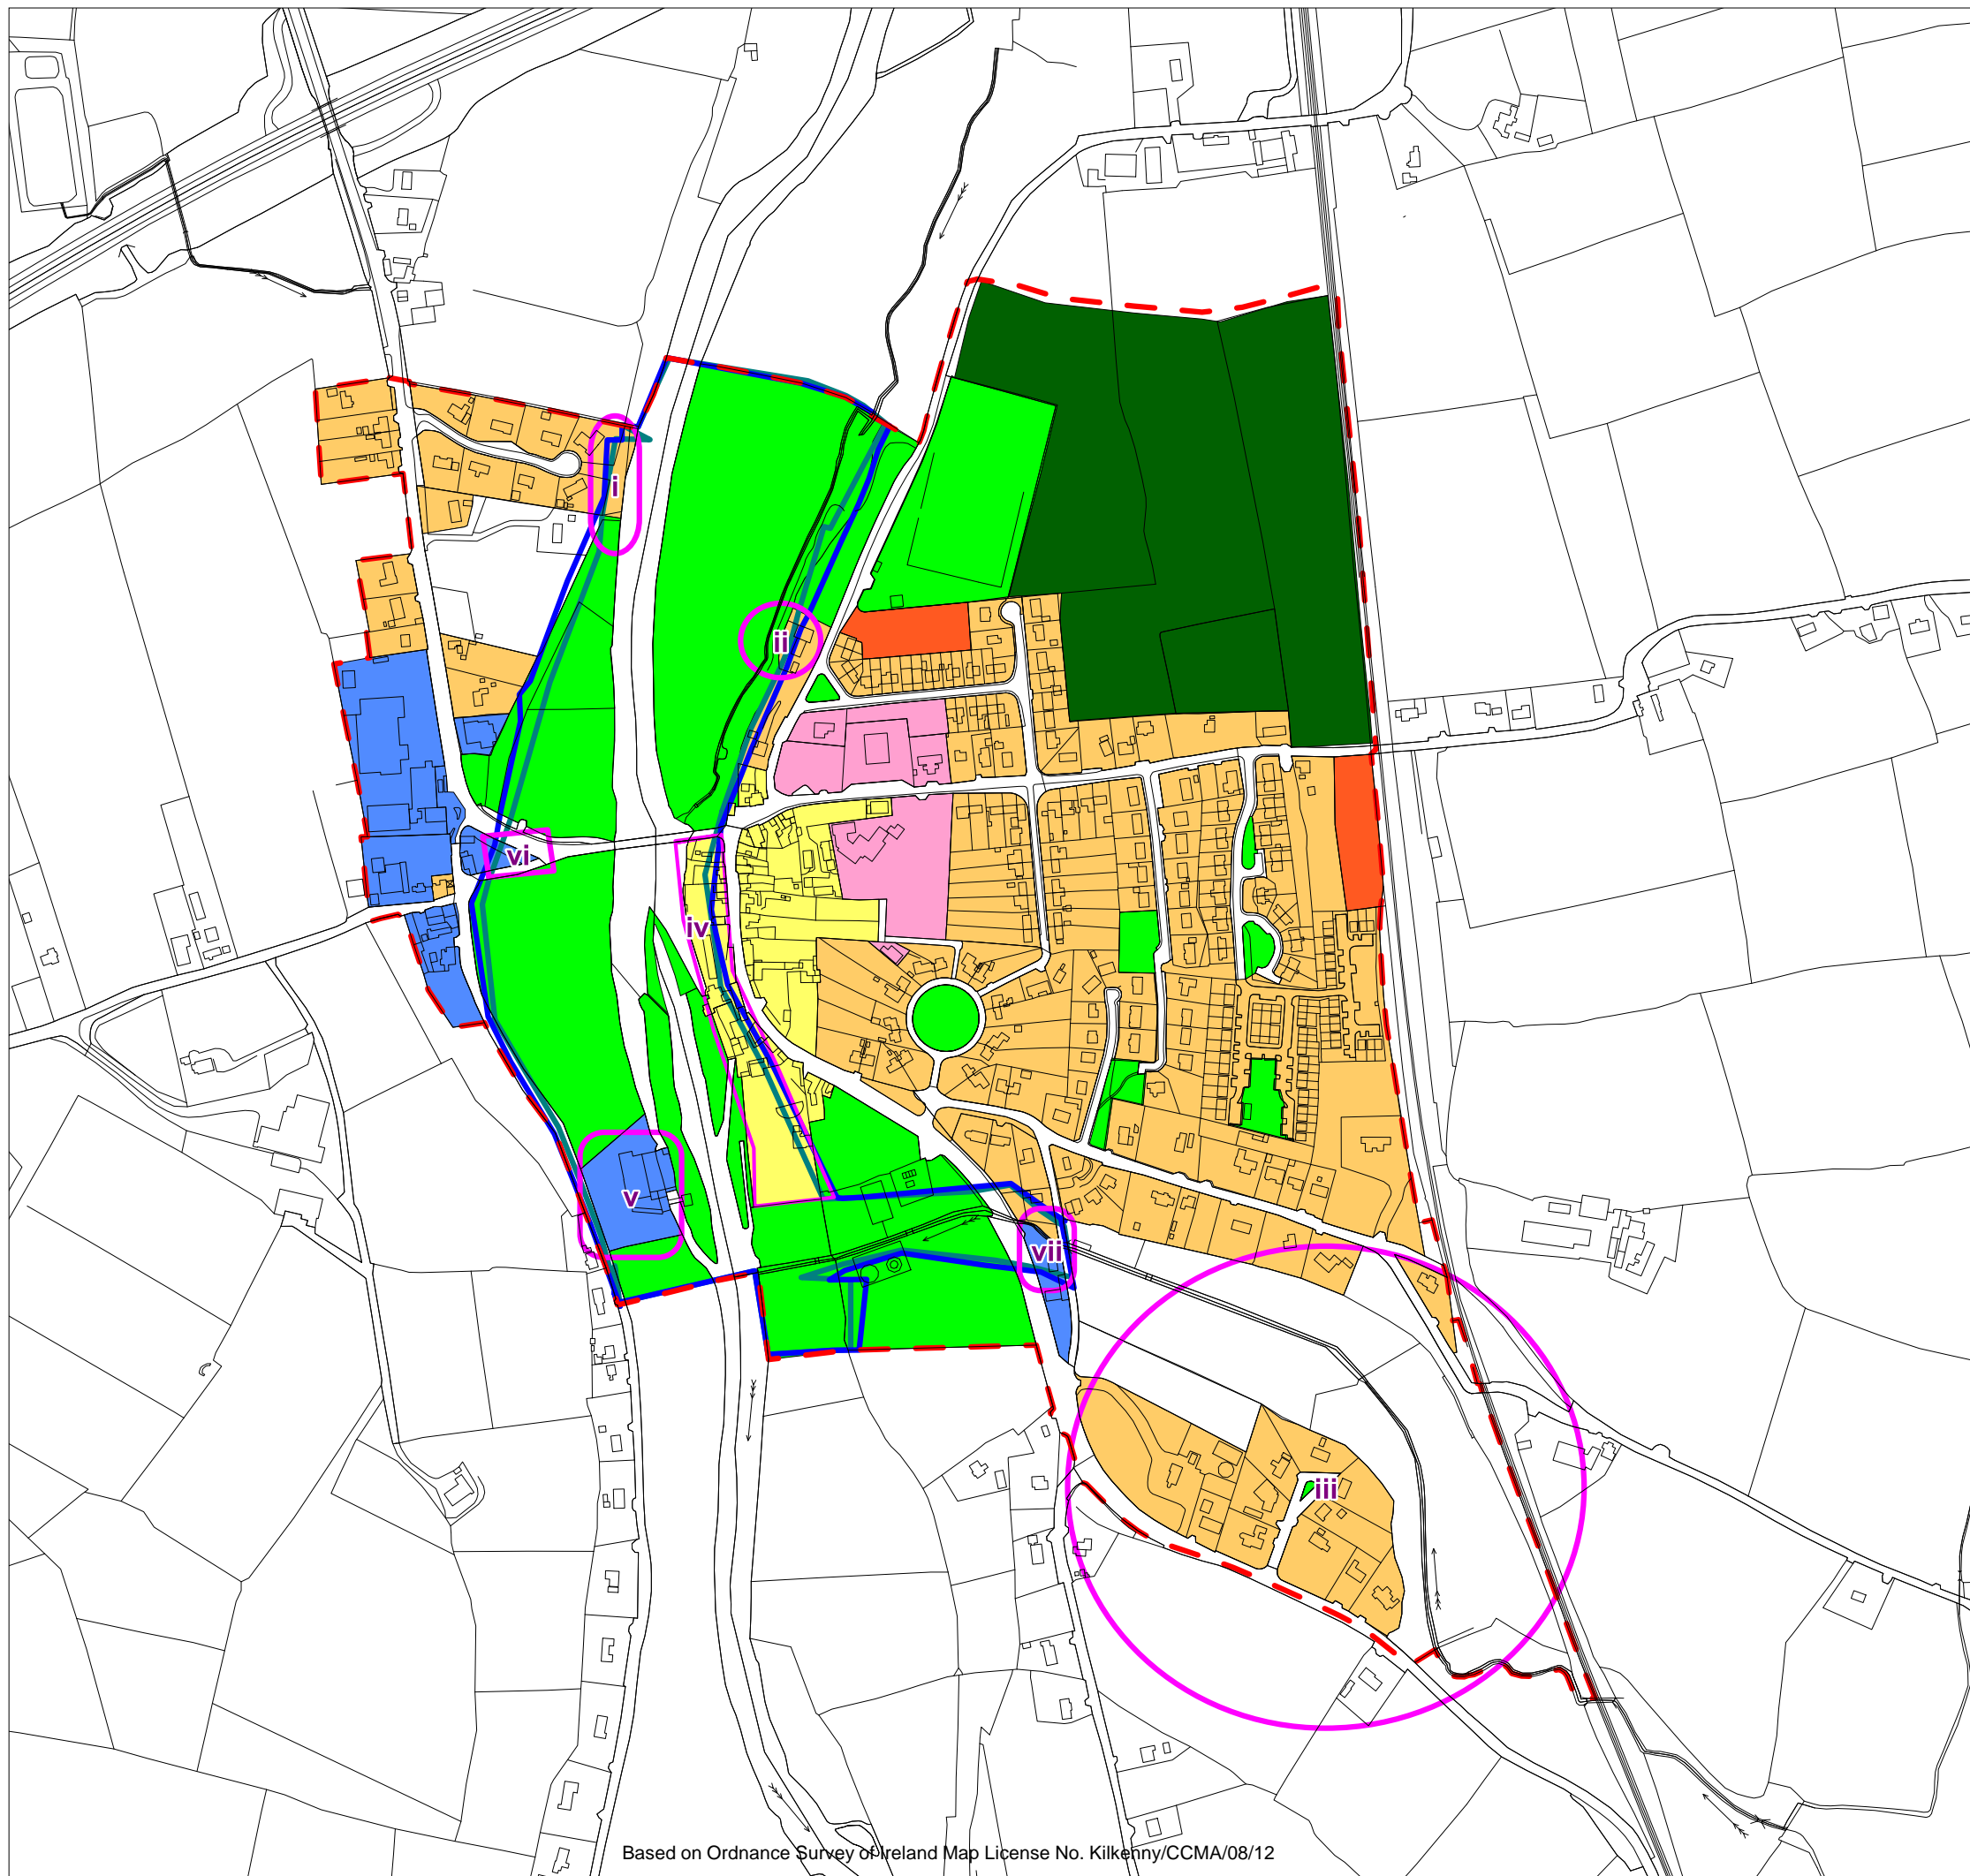 i
ii
vi
iv
v
vii
iii
Based on Ordnance Survey of Ireland Map License No. Kilkenny/CCMA/08/12